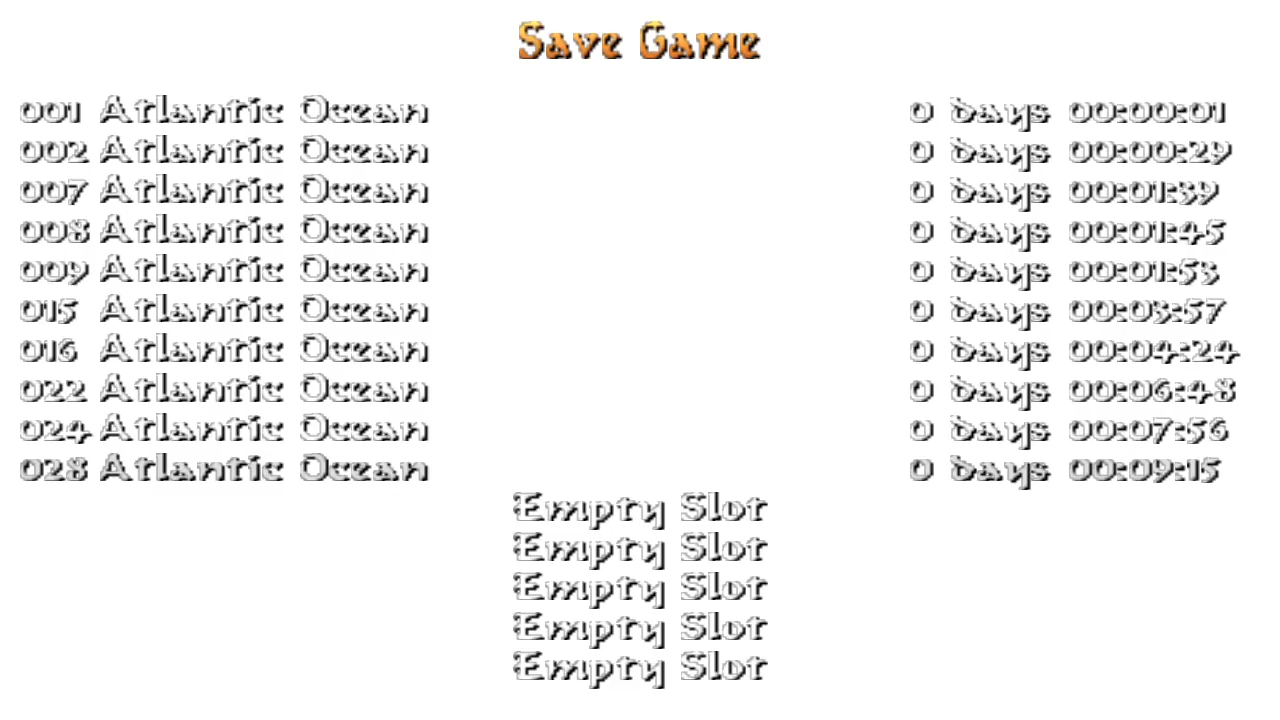 Save Game
001 Atlantic Ocean 0 days 00:00:01
002 Atlantic Ocean 0 days 00:00:29
007 Atlantic Ocean 0 days 00:01:39
008 Atlantic Ocean 0 days 00:01:45
009 Atlantic Ocean 0 days 00:01:53
015 Atlantic Ocean 0 days 00:03:57
016 Atlantic Ocean 0 days 00:04:24
022 Atlantic Ocean 0 days 00:06:48
024 Atlantic Ocean 0 days 00:07:56
028 Atlantic Ocean 0 days 00:09:15
Empty Slot
Empty Slot
Empty Slot
Empty Slot
Empty Slot